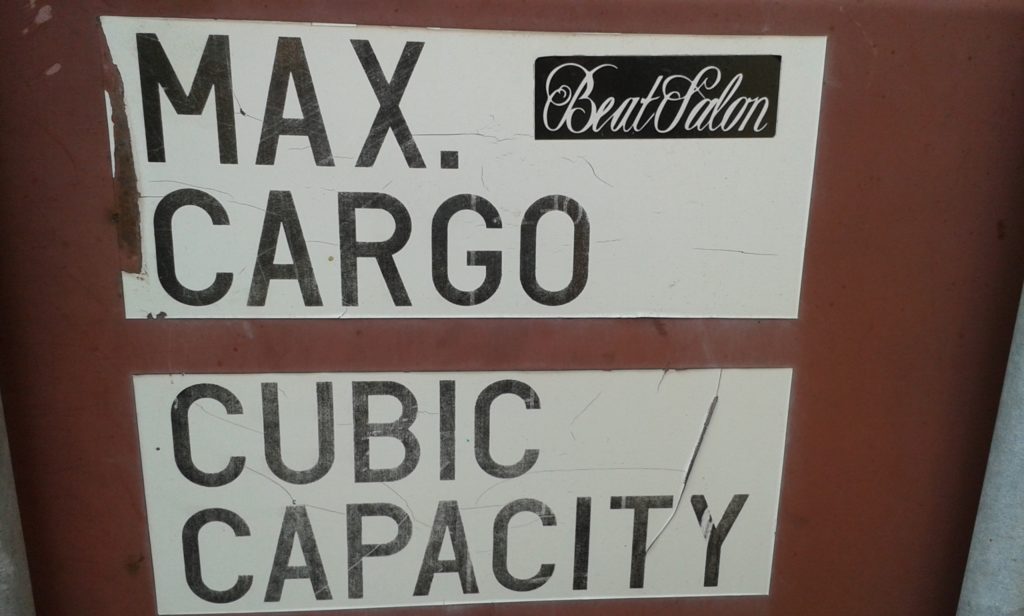 MAX.
Beat Salon
CARGO
CUBIC
CAPACITY